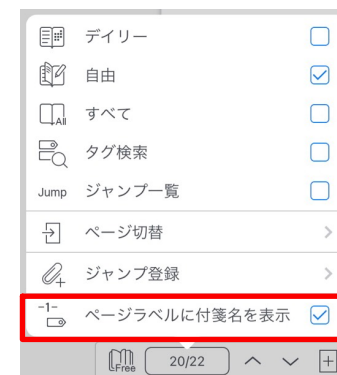 デイリー
自由
All すべて
タグ検索
Jump ジャンプ一覧
ページ切替
ジャンプ登録
-1- ページラベルに付箋名を表示
Free 20/22